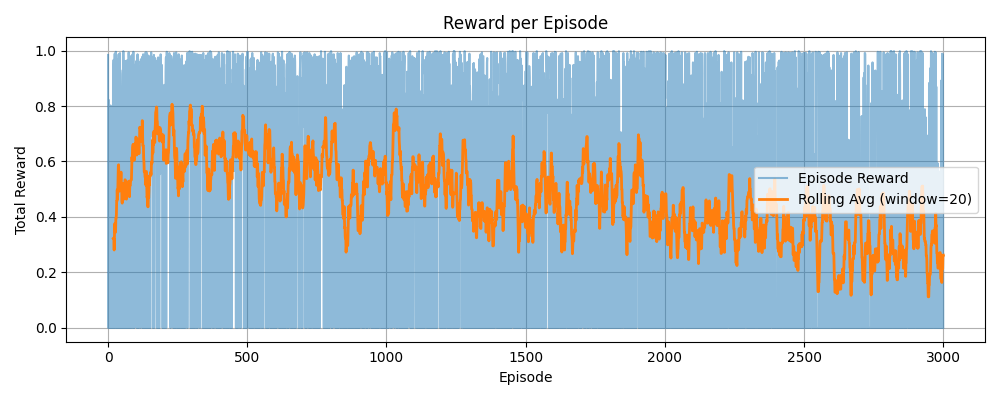 Reward per Episode
Total Reward
1.0
0.8
0.6
0.4
0.2
0.0
Episode Reward
Rolling Avg (window=20)
0
500
1000
1500
2000
2500
3000
Episode